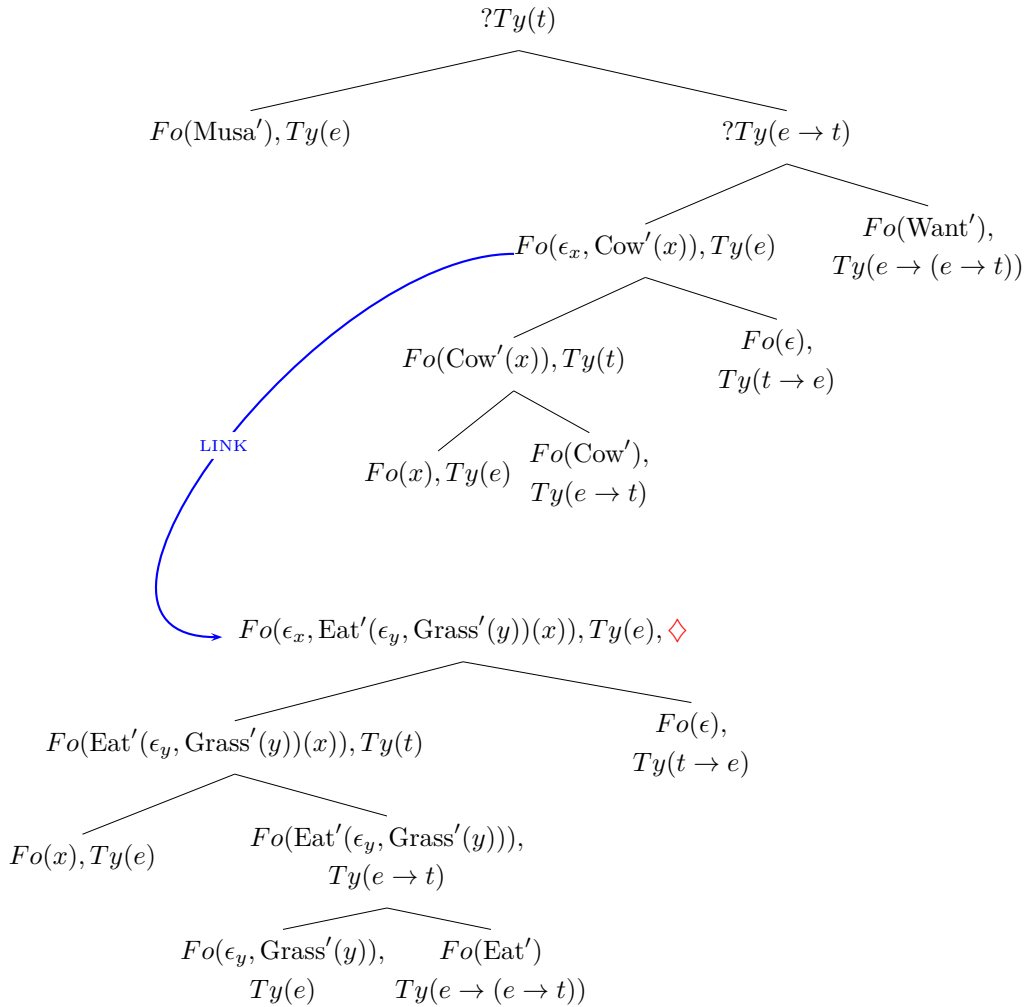 ?Ty(t)
Fo(Musa′), Ty(e) ?Ty(e → t)
Fo(ϵ_x, Cow′(x)), Ty(e) Fo(Want′),
Ty(e → (e → t))
Fo(Cow′(x)), Ty(t) Fo(ϵ),
Ty(t → e)
LINK
Fo(x), Ty(e) Fo(Cow′),
Ty(e → t)
Fo(ϵ_x, Eat′(ϵ_y, Grass′(y))(x)), Ty(e), ♢
Fo(Eat′(ϵ_y, Grass′(y))(x)), Ty(t) Fo(ϵ),
Ty(t → e)
Fo(x), Ty(e) Fo(Eat′(ϵ_y, Grass′(y))),
Ty(e → t)
Fo(ϵ_y, Grass′(y)), Fo(Eat′)
Ty(e) Ty(e → (e → t))